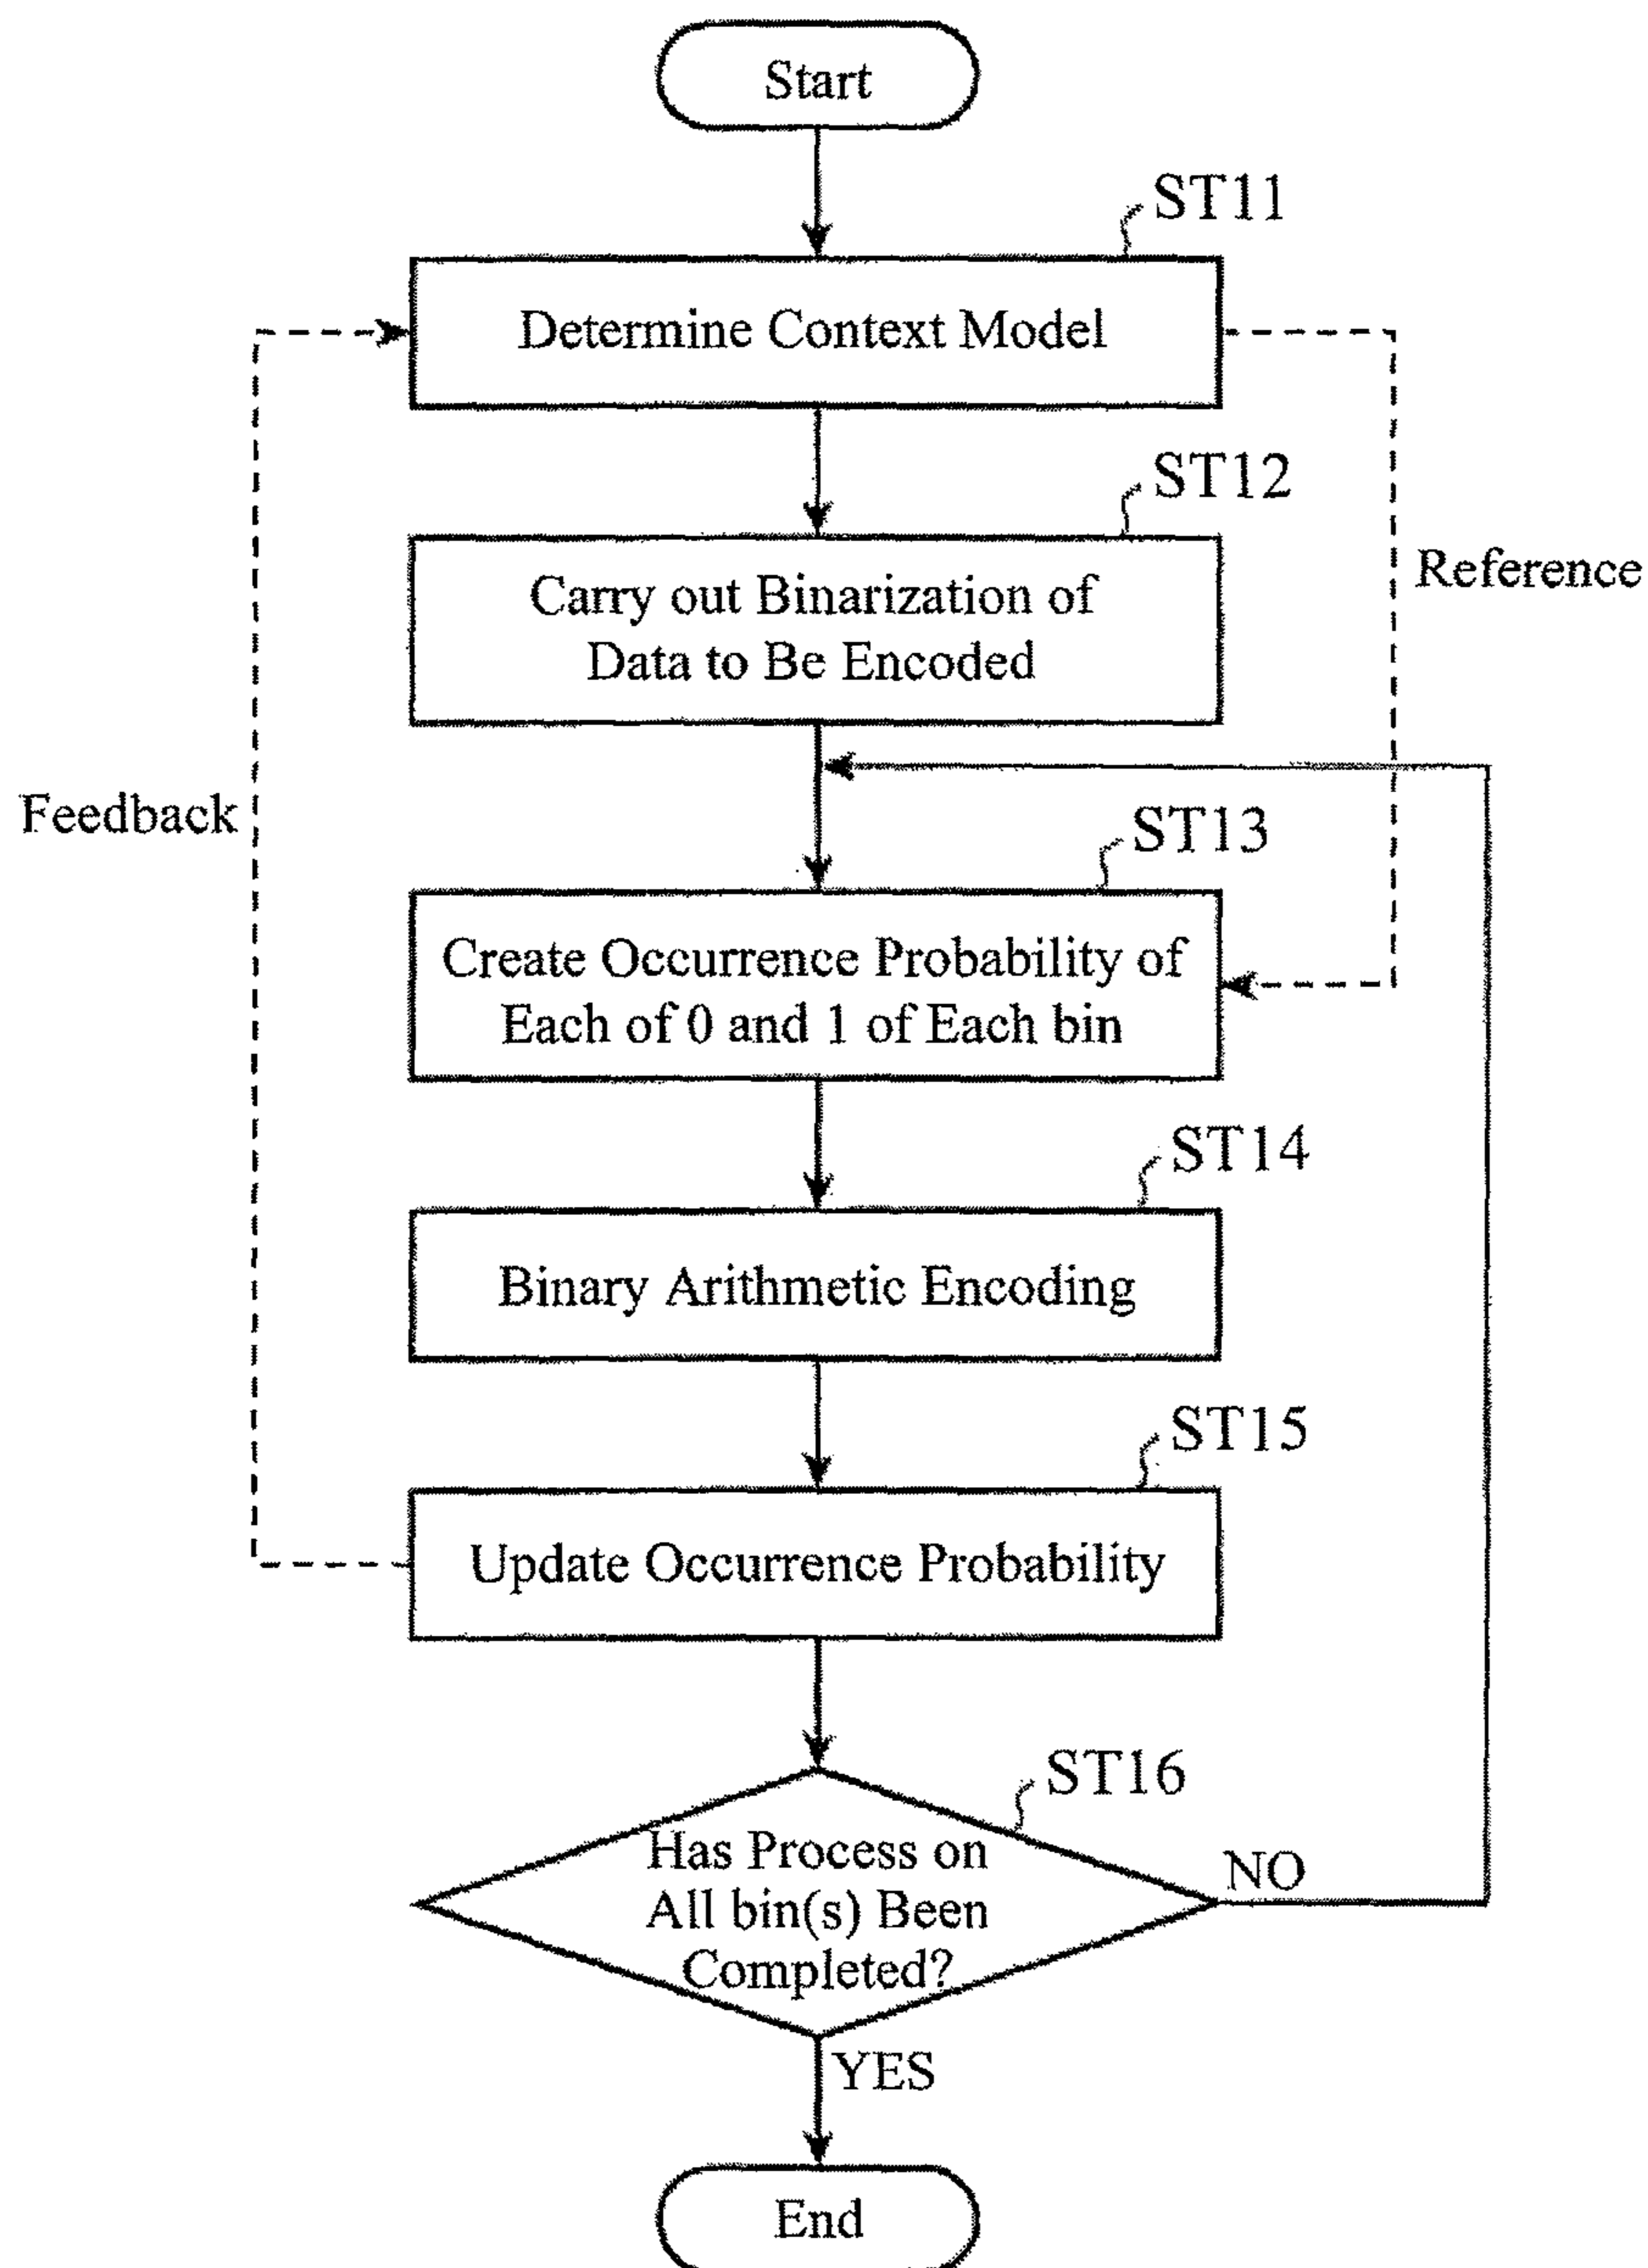 Start
ST11
Determine Context Model
ST12
Carry out Binarization of
Data to Be Encoded
Reference
Feedback
ST13
Create Occurrence Probability of
Each of 0 and 1 of Each bin
ST14
Binary Arithmetic Encoding
ST15
Update Occurrence Probability
ST16
Has Process on
All bin(s) Been
Completed?
NO
YES
End